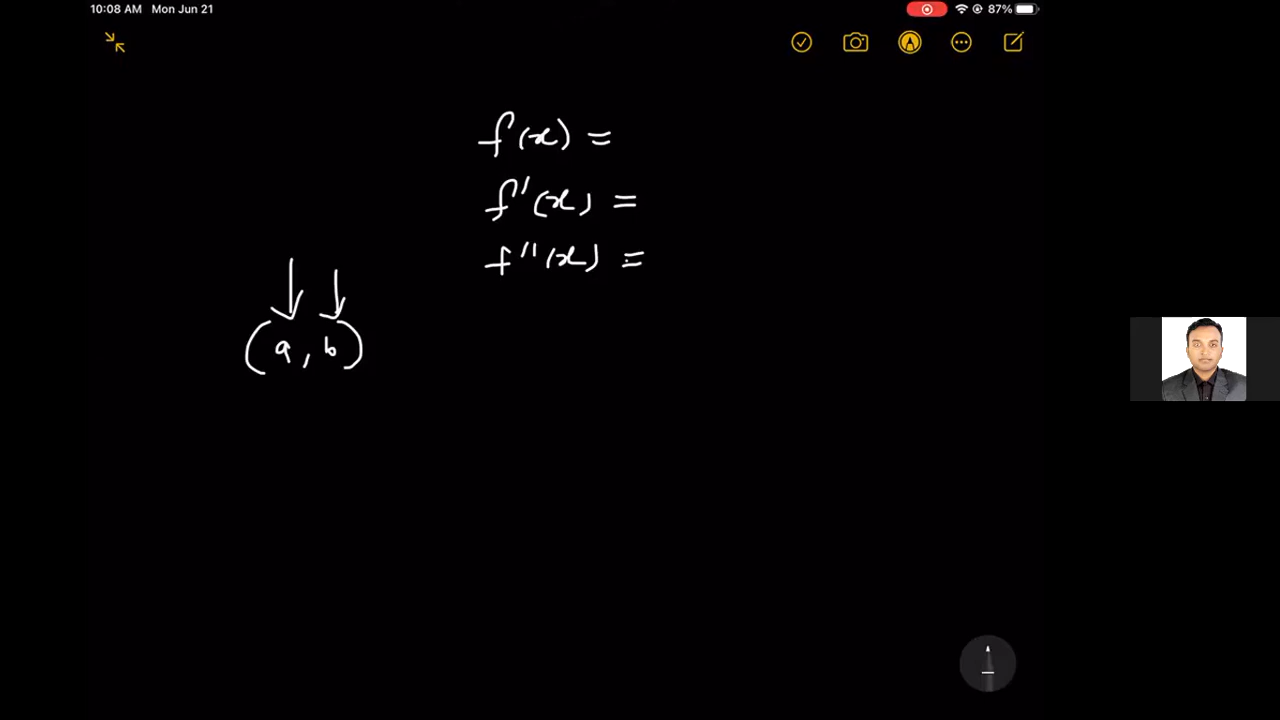 10:08 AM Mon Jun 21
87%
f(x) =
f'(x) =
f''(x) =
(a, b)